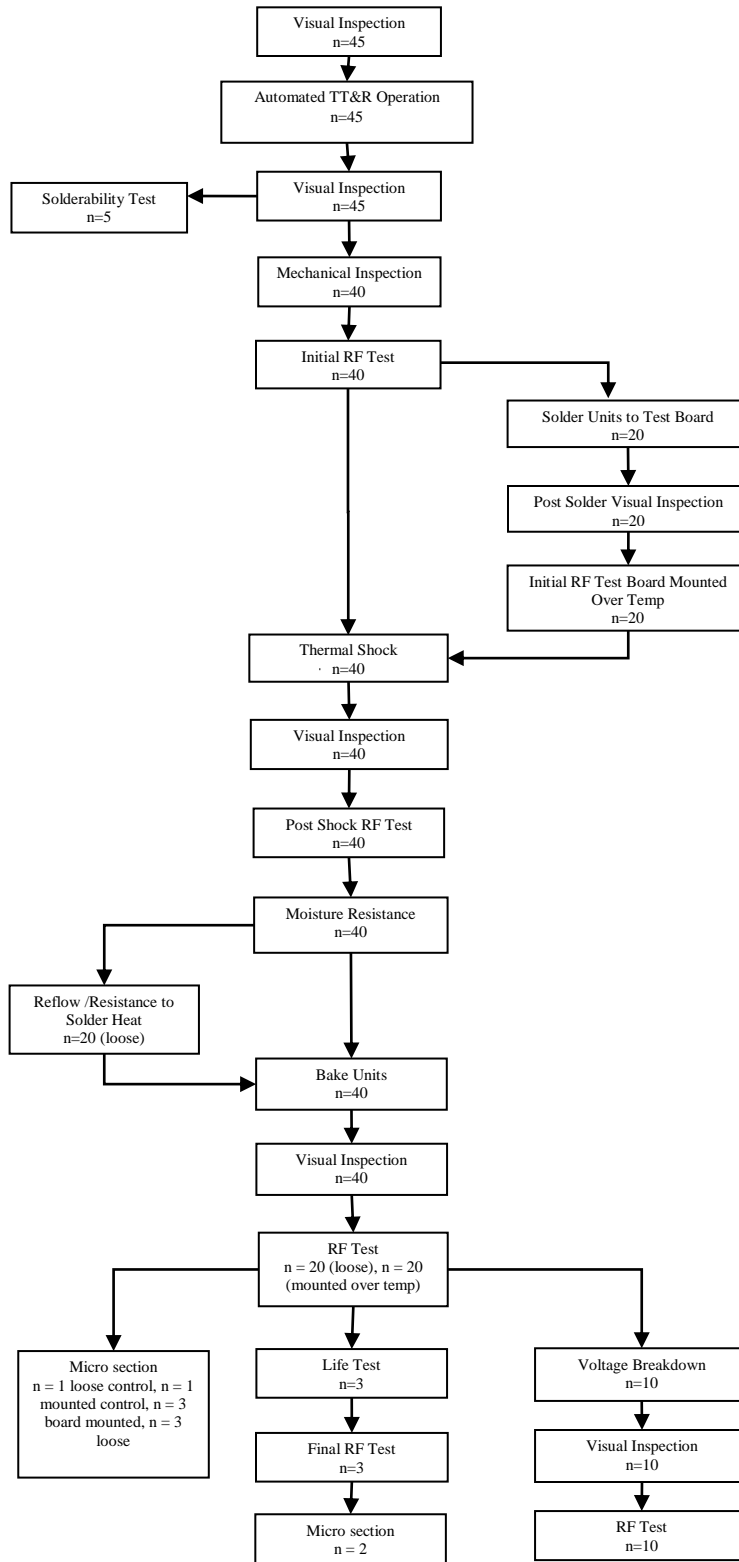 Visual Inspection
n=45
Automated TT&R Operation
n=45
Visual Inspection
n=45
Solderability Test
n=5
Mechanical Inspection
n=40
Initial RF Test
n=40
Solder Units to Test Board
n=20
Post Solder Visual Inspection
n=20
Initial RF Test Board Mounted
Over Temp
n=20
Thermal Shock
n=40
Visual Inspection
n=40
Post Shock RF Test
n=40
Moisture Resistance
n=40
Reflow /Resistance to
Solder Heat
n=20 (loose)
Bake Units
n=40
Visual Inspection
n=40
RF Test
n = 20 (loose), n = 20
(mounted over temp)
Micro section
n = 1 loose control, n = 1
mounted control, n = 3
board mounted, n = 3
loose
Life Test
n=3
Final RF Test
n=3
Micro section
n = 2
Voltage Breakdown
n=10
Visual Inspection
n=10
RF Test
n=10